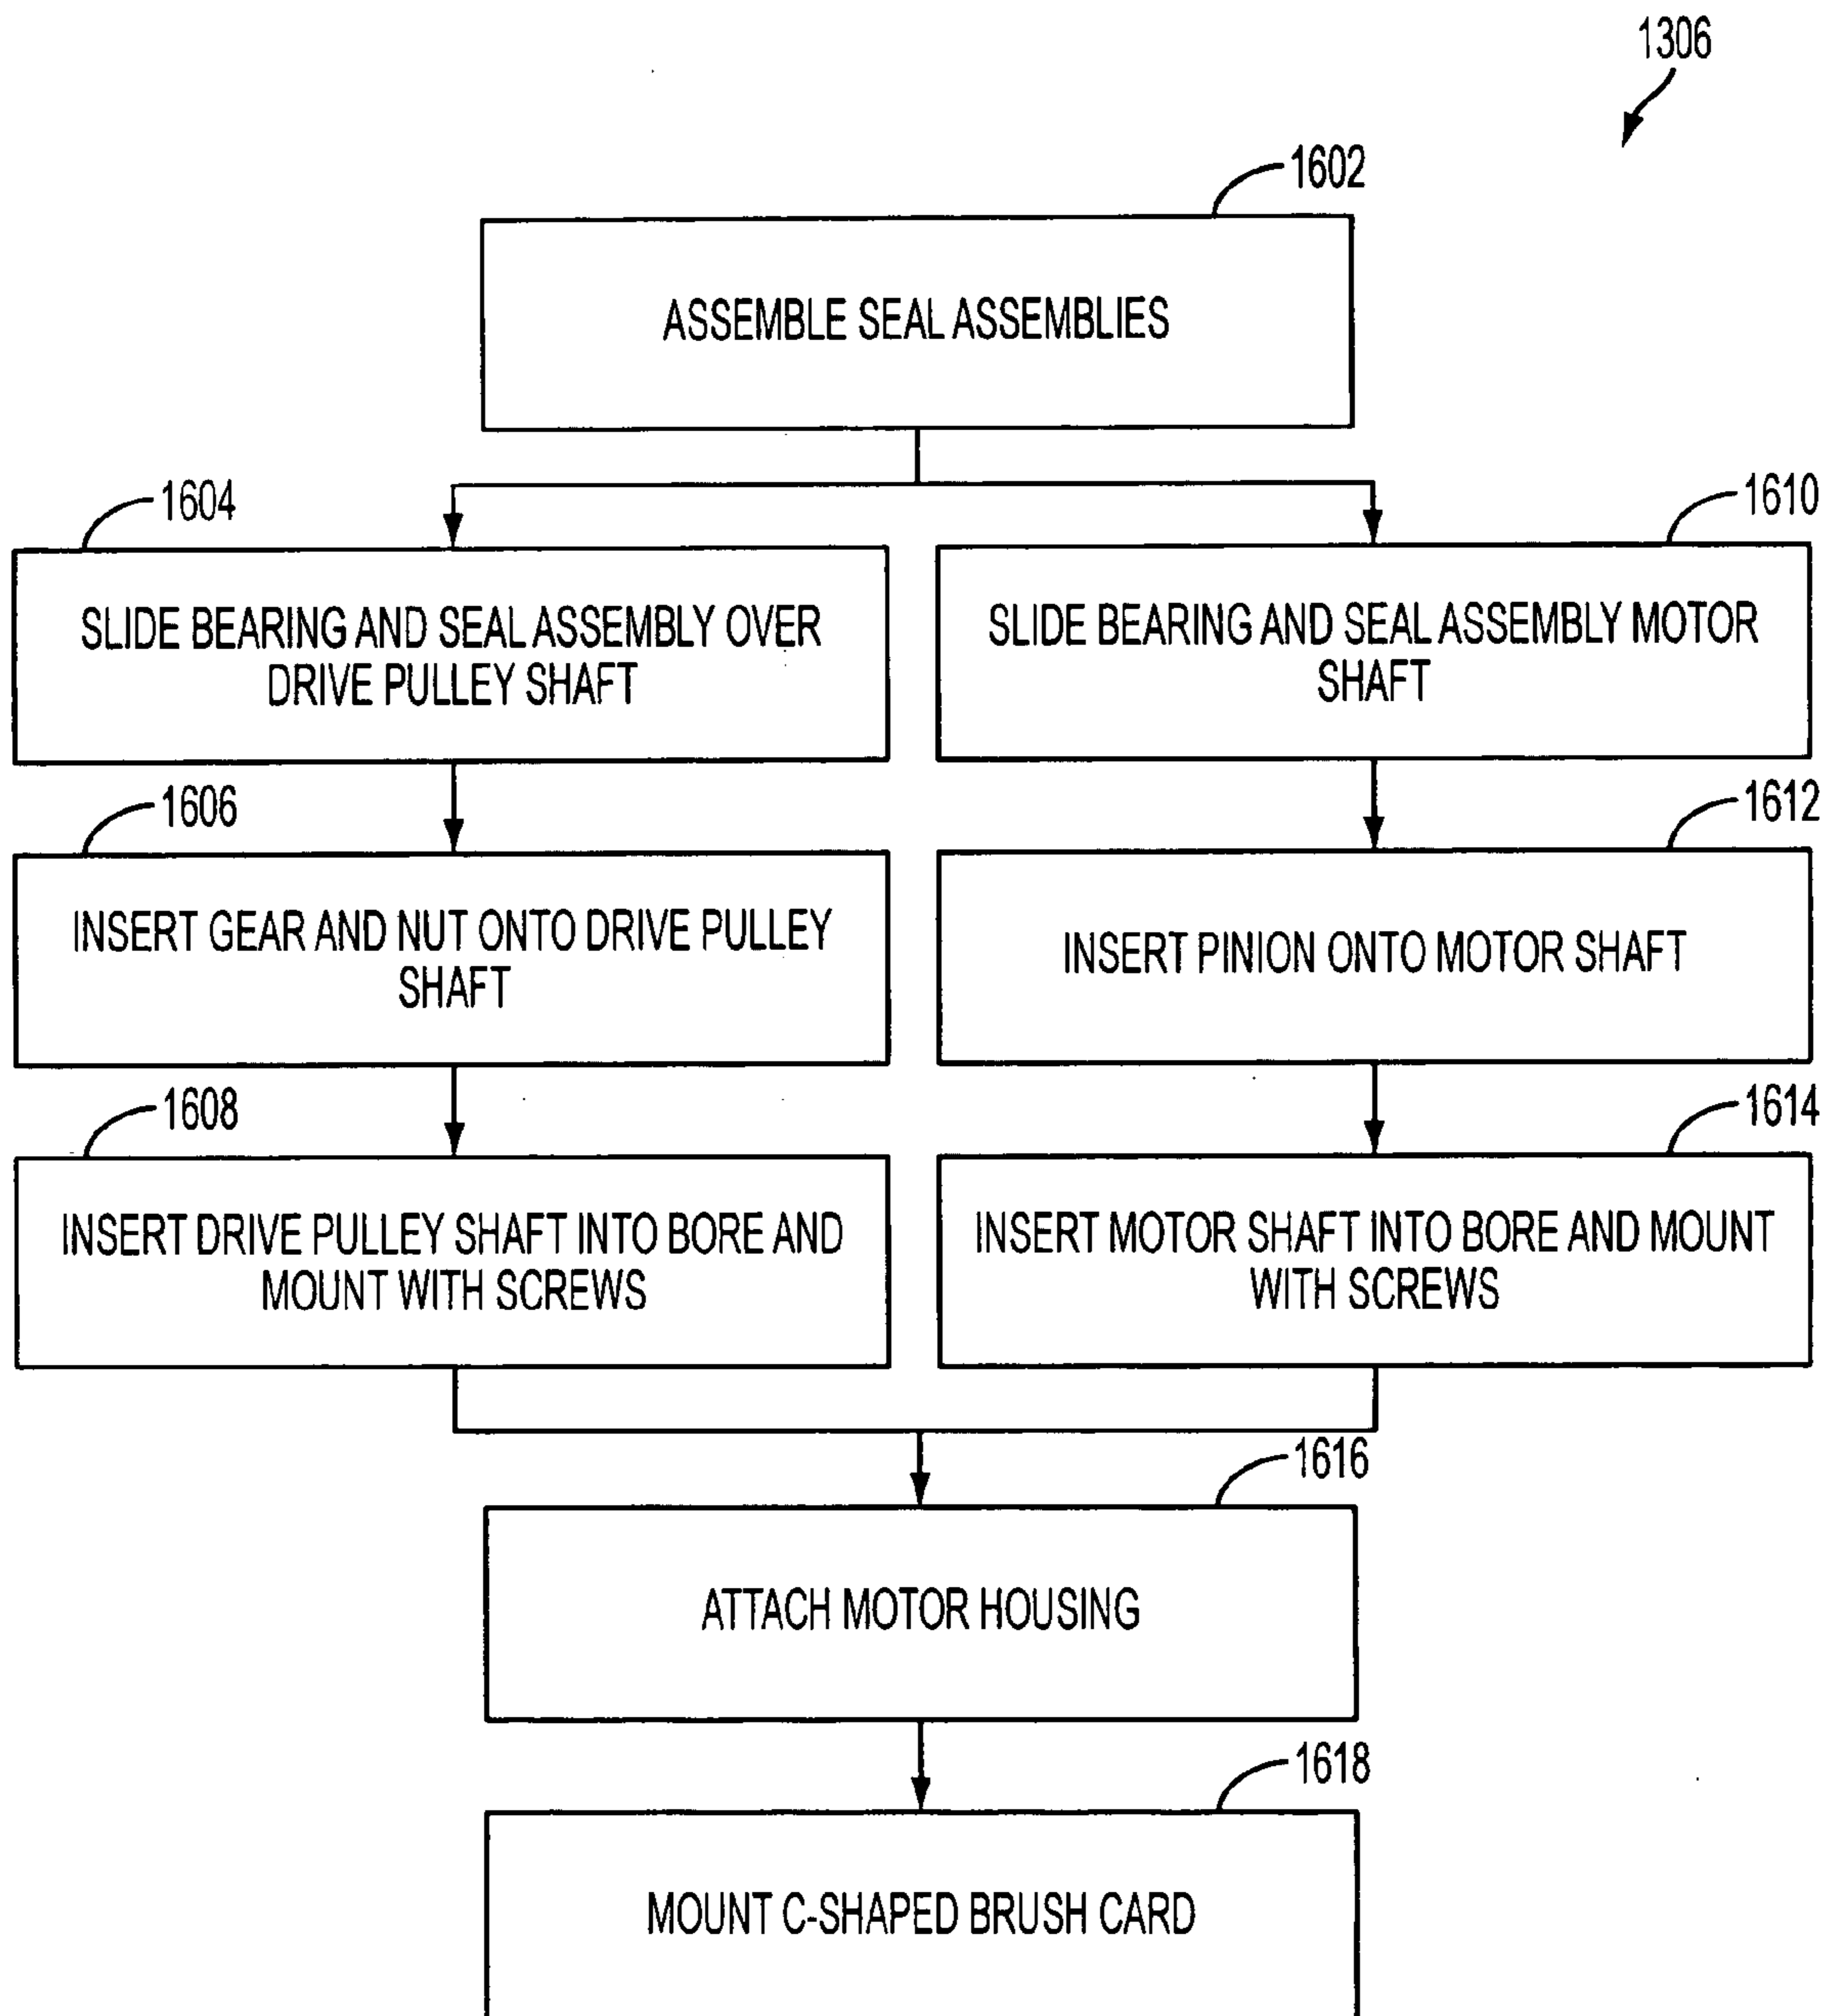 1306
1602
ASSEMBLE SEAL ASSEMBLIES
1604
SLIDE BEARING AND SEAL ASSEMBLY OVER
DRIVE PULLEY SHAFT
1610
SLIDE BEARING AND SEAL ASSEMBLY MOTOR
SHAFT
1606
INSERT GEAR AND NUT ONTO DRIVE PULLEY
SHAFT
1612
INSERT PINION ONTO MOTOR SHAFT
1608
INSERT DRIVE PULLEY SHAFT INTO BORE AND
MOUNT WITH SCREWS
1614
INSERT MOTOR SHAFT INTO BORE AND MOUNT
WITH SCREWS
1616
ATTACH MOTOR HOUSING
1618
MOUNT C-SHAPED BRUSH CARD